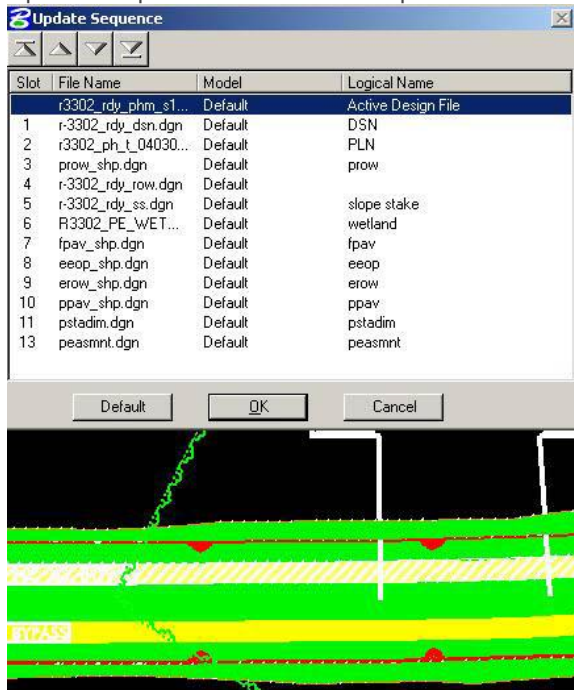 Update Sequence
Slot File Name Model Logical Name
r3302_rdy_phm_s1... Default Active Design File
1 r-3302_rdy_dsn.dgn Default DSN
2 r3302_ph_t_04030... Default PLN
3 prow_shp.dgn Default prow
4 r-3302_rdy_row.dgn Default
5 r-3302_rdy_ss.dgn Default slope stake
6 R3302_PE_WET... Default wetland
7 fpav_shp.dgn Default fpav
8 eeop_shp.dgn Default eeop
9 erow_shp.dgn Default erow
10 ppav_shp.dgn Default ppav
11 pstadim.dgn Default pstadim
13 peasmnt.dgn Default peasmnt
Default OK Cancel
BYPASS